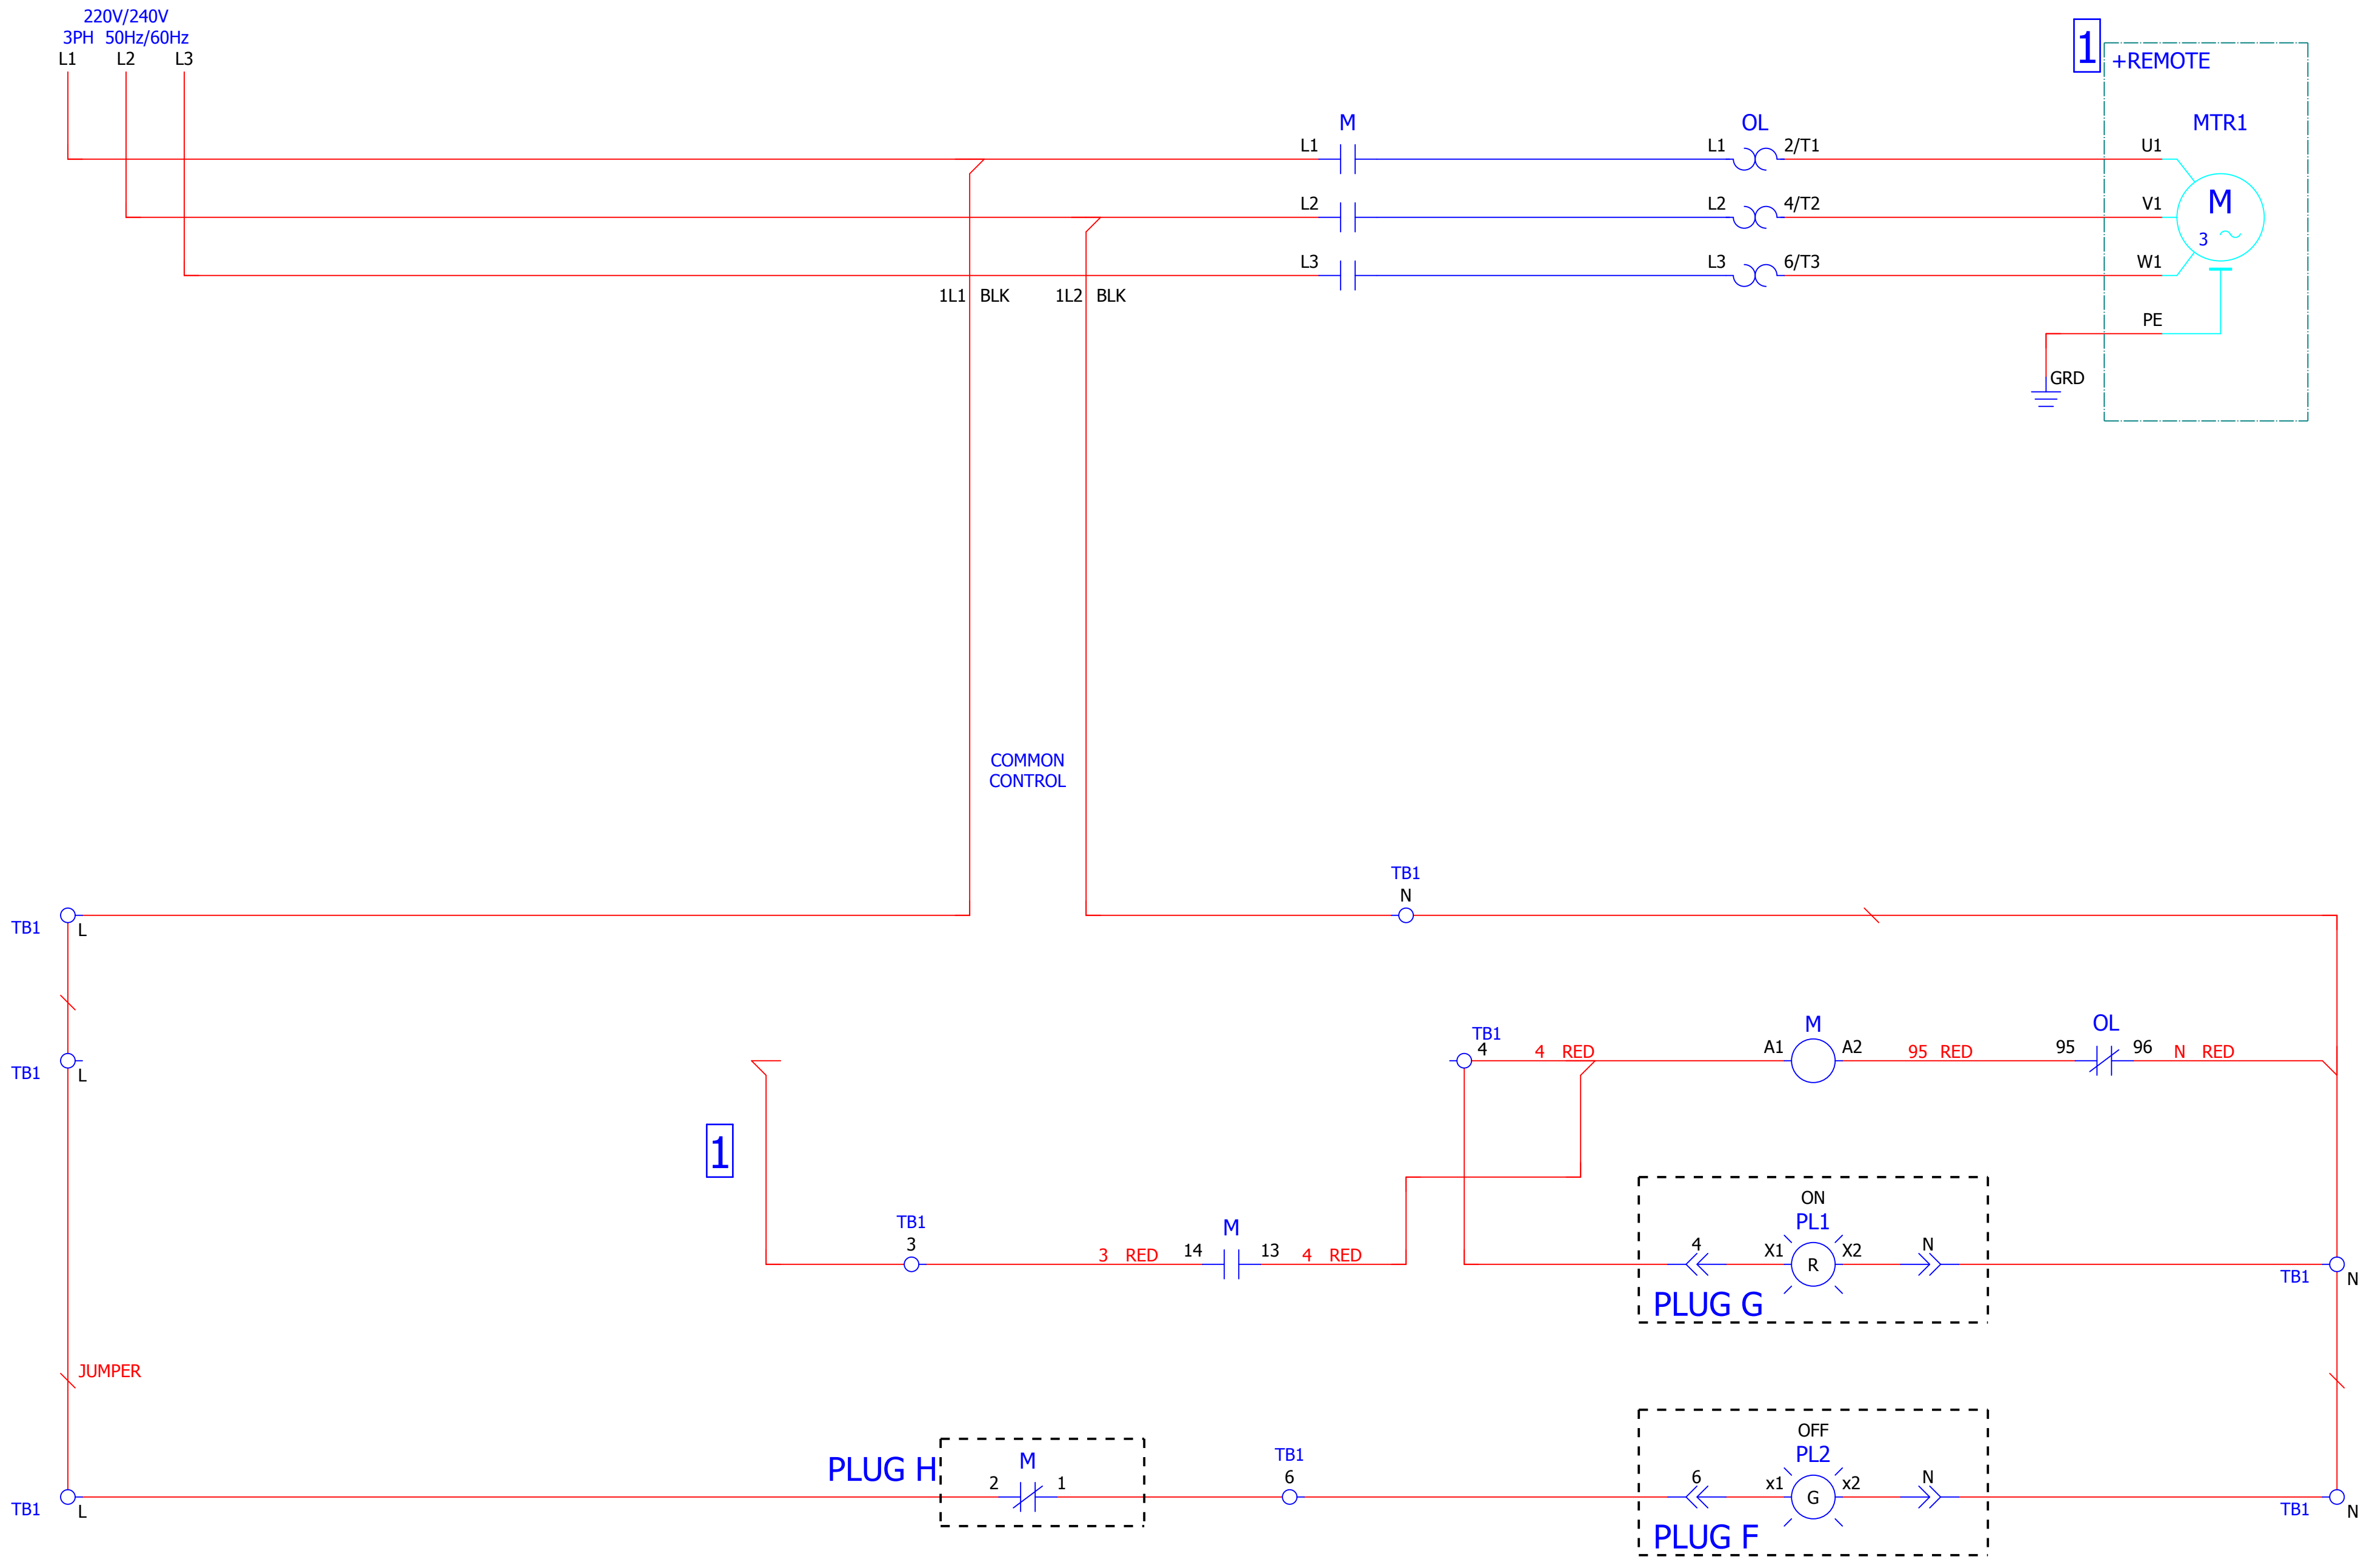 220V/240V
3PH 50Hz/60Hz
L1 L2 L3
1
+REMOTE
M OL MTR1
L1 L1 2/T1 U1
L2 L2 4/T2 V1
M
3
L3 L3 6/T3 W1
1L1 BLK 1L2 BLK
PE
GRD
COMMON
CONTROL
TB1
N
TB1 L
TB1
4
4 RED
M
A1 A2
95 RED
OL
95 96
N RED
TB1 L
1
ON
PL1
TB1
3
3 RED
M
14 13
4 RED
4 X1 R X2 N
TB1 N
PLUG G
JUMPER
OFF
PL2
PLUG H
M
2 1
TB1
6
6 x1 G x2 N
TB1 L
TB1 N
PLUG F